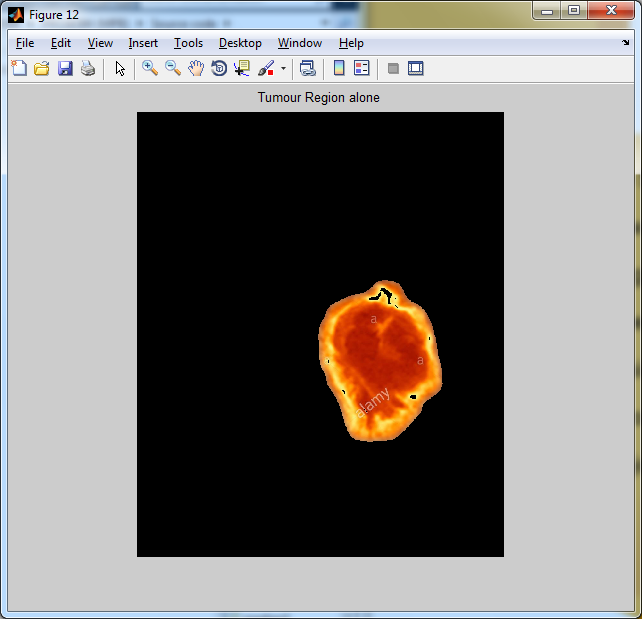 Figure 12
File Edit View Insert Tools Desktop Window Help
Tumour Region alone
a
a
alamy